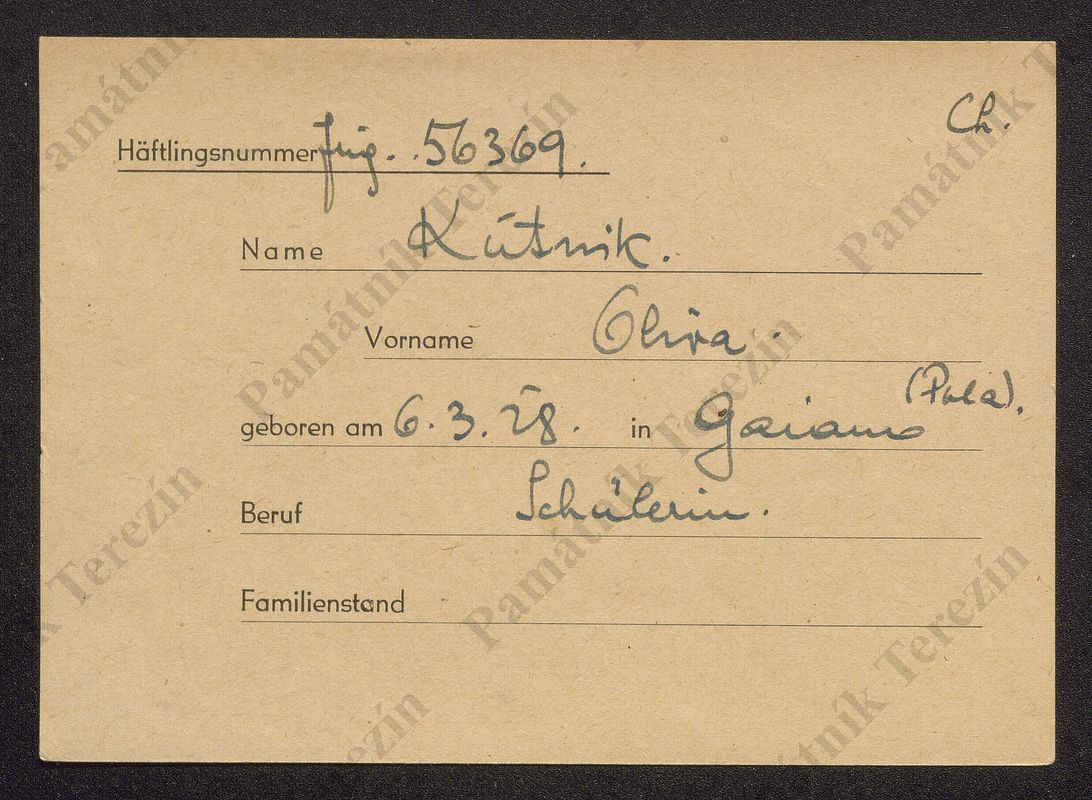 Ch.
Häftlingsnummer Jug. 56369.
Name Kutnik.
Vorname Oliva.
(Pola).
geboren am 6. 3. 28. in Gaiano
Beruf Schülerin.
Familienstand
Památník Terezín